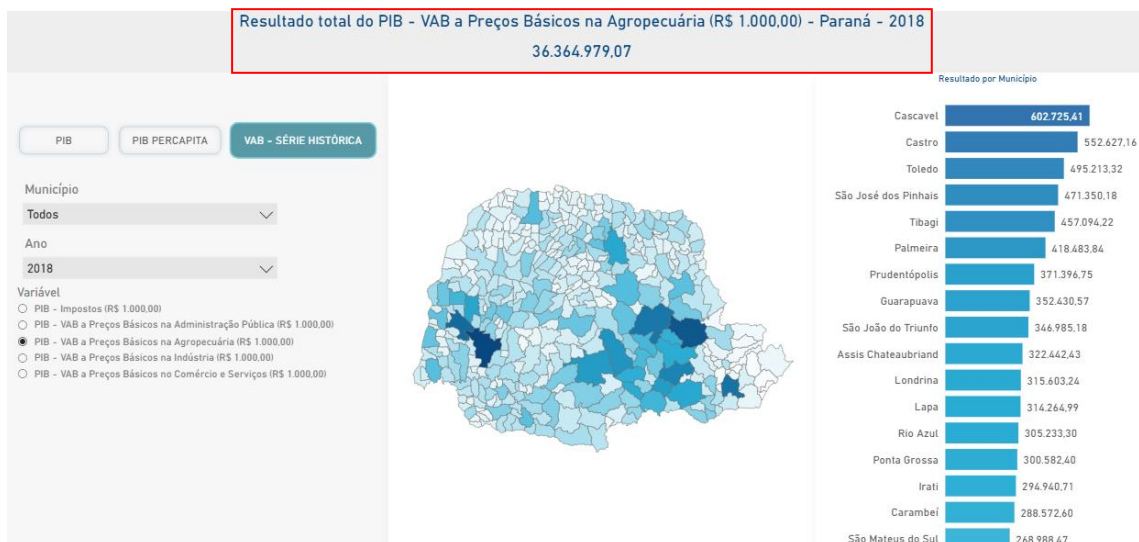 Resultado total do PIB - VAB a Preços Básicos na Agropecuária (R$ 1.000,00) - Paraná - 2018
36.364.979,07
Resultado por Município
PIB
PIB PERCAPITA
VAB - SÉRIE HISTÓRICA
Município
Todos
Ano
2018
Variável
PIB - Impostos (R$ 1.000,00)
PIB - VAB a Preços Básicos na Administração Pública (R$ 1.000,00)
PIB - VAB a Preços Básicos na Agropecuária (R$ 1.000,00)
PIB - VAB a Preços Básicos na Indústria (R$ 1.000,00)
PIB - VAB a Preços Básicos no Comércio e Serviços (R$ 1.000,00)
Cascavel 602.725,41
Castro 552.627,16
Toledo 495.213,32
São José dos Pinhais 471.350,18
Tibagi 457.094,22
Palmeira 418.483,84
Prudentópolis 371.396,75
Guarapuava 352.430,57
São João do Triunfo 346.985,18
Assis Chateaubriand 322.442,43
Londrina 315.603,24
Lapa 314.264,99
Rio Azul 305.233,30
Ponta Grossa 300.582,40
Irati 294.940,71
Carambeí 288.572,60
São Mateus do Sul 268.988,47